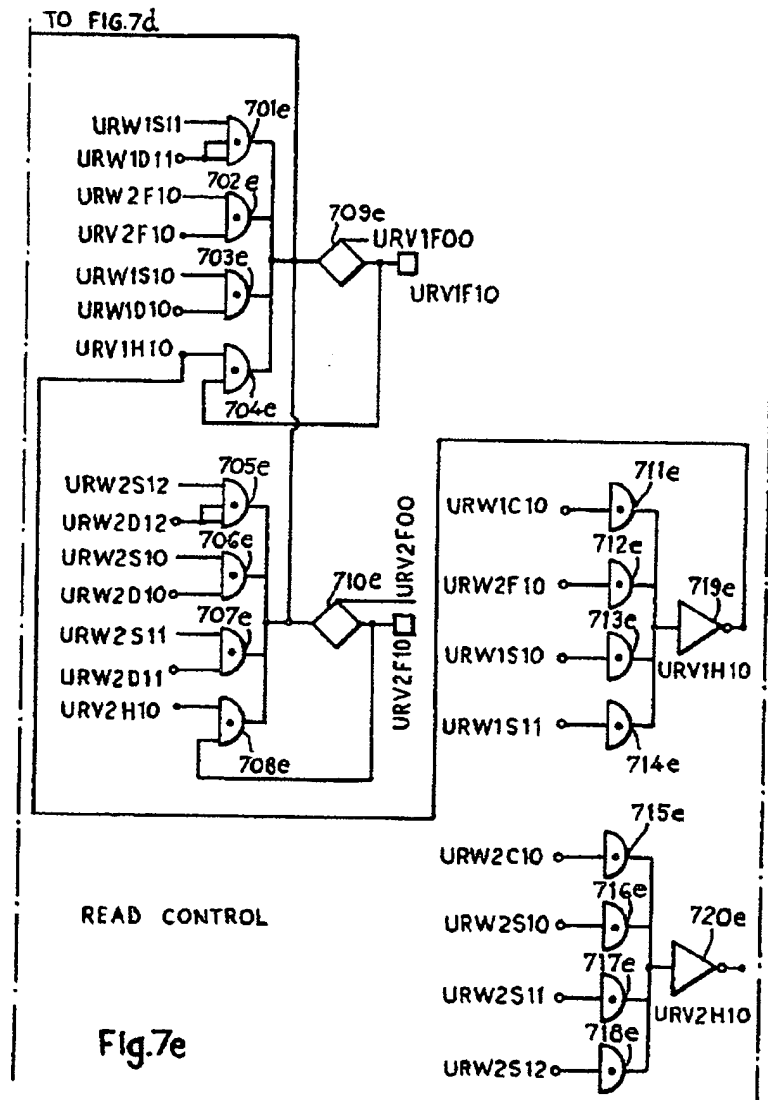 TO FIG.7d
701e
URW1S11
URW1D11
702e
URW2F10
URV2F10
709e
URV1F00
703e
URW1S10
URW1D10
URV1F10
URV1H10
704e
705e
URW2S12
URW2D12
706e
URW2S10
URW2D10
710e
URV2F00
707e
URW2S11
URW2D11
URV2F10
URV2H10
708e
711e
URW1C10
712e
URW2F10
719e
713e
URW1S10
URV1H10
URW1S11
714e
715e
URW2C10
716e
URW2S10
720e
717e
URW2S11
URV2H10
718e
URW2S12
READ CONTROL
Fig.7e